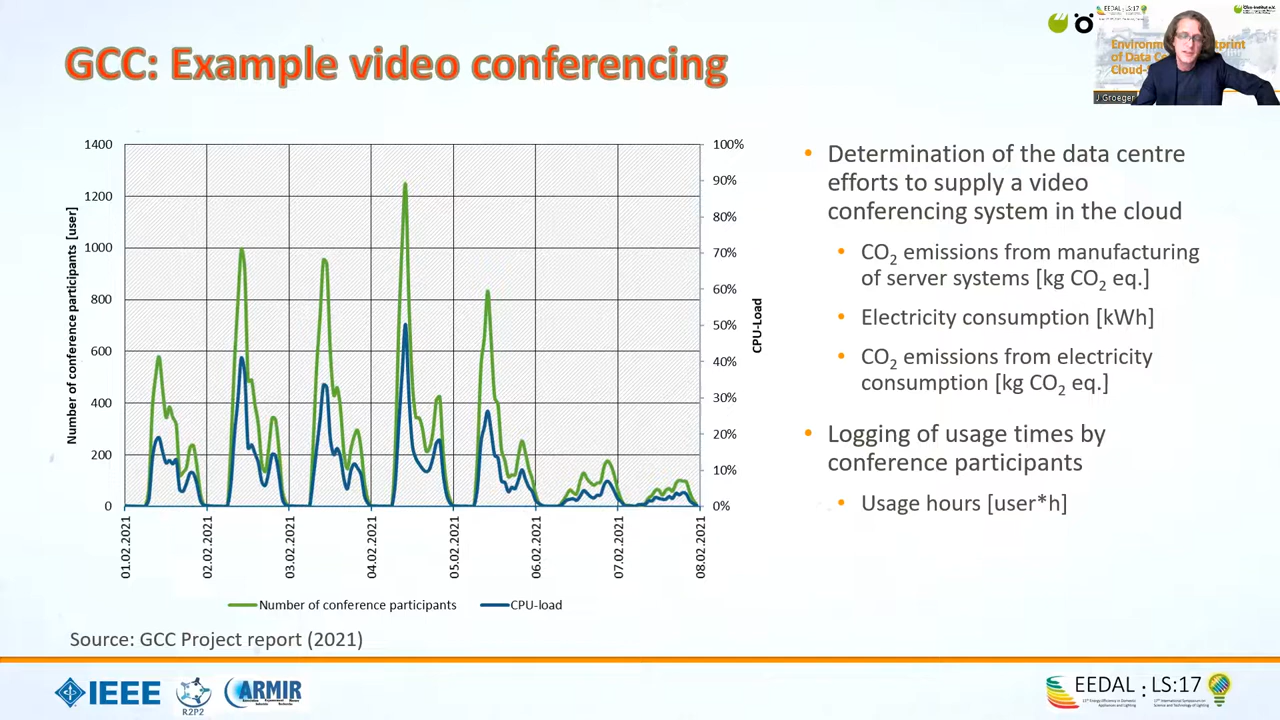 GCC: Example video conferencing
EEDAL : LS:17
Öko-Institut e.V.
J Groeger
Number of conference participants [user]
1400
1200
1000
800
600
400
200
0
100%
90%
80%
70%
60%
50%
40%
30%
20%
10%
0%
CPU-Load
01.02.2021
02.02.2021
03.02.2021
04.02.2021
05.02.2021
06.02.2021
07.02.2021
08.02.2021
Number of conference participants
CPU-load
Source: GCC Project report (2021)
• Determination of the data centre
efforts to supply a video
conferencing system in the cloud
• CO₂ emissions from manufacturing
of server systems [kg CO₂ eq.]
• Electricity consumption [kWh]
• CO₂ emissions from electricity
consumption [kg CO₂ eq.]
• Logging of usage times by
conference participants
• Usage hours [user*h]
IEEE
R2P2
ARMIR
EEDAL : LS:17